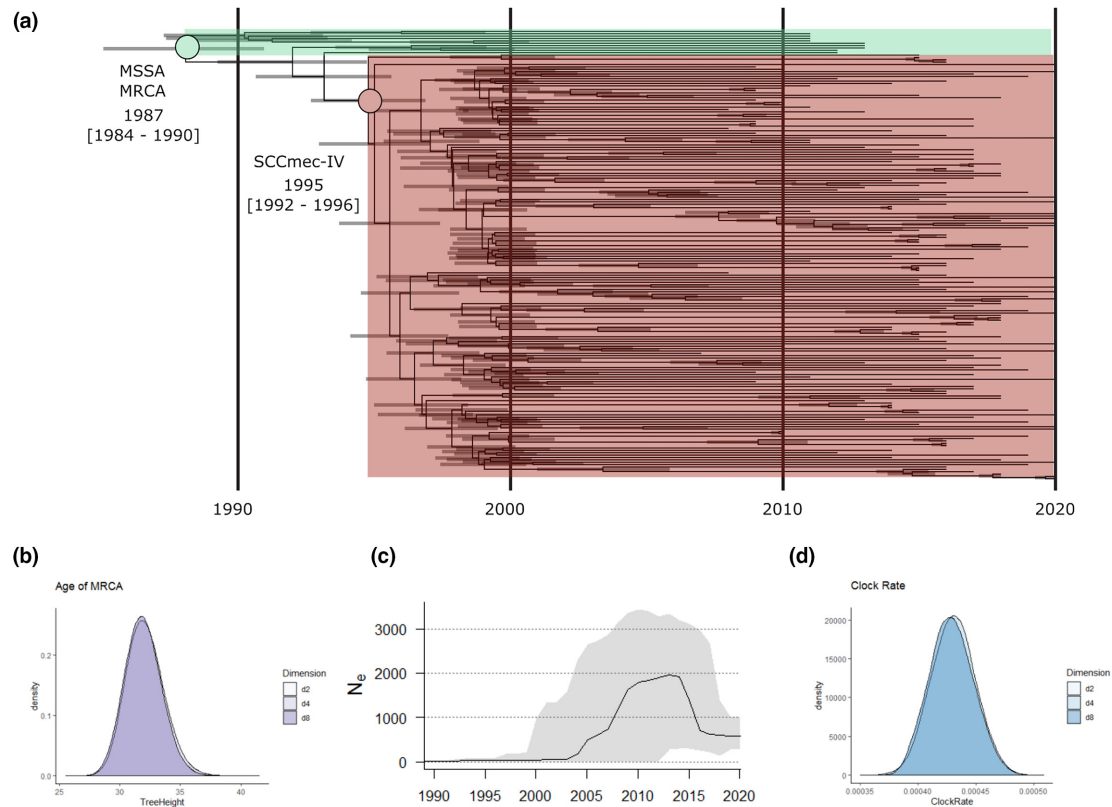 (a)
MSSA
MRCA
1987
[1984 - 1990]
SCCmec-IV
1995
[1992 - 1996]
1990
2000
2010
2020
(b)
Age of MRCA
density
0.2
0.1
0.0
25
30
35
40
TreeHeight
Dimension
d2
d4
d8
(c)
Ne
3000
2000
1000
0
1990
1995
2000
2005
2010
2015
2020
(d)
Clock Rate
density
20000
15000
10000
5000
0
0.00035
0.00040
0.00045
0.00050
ClockRate
Dimension
d2
d4
d8